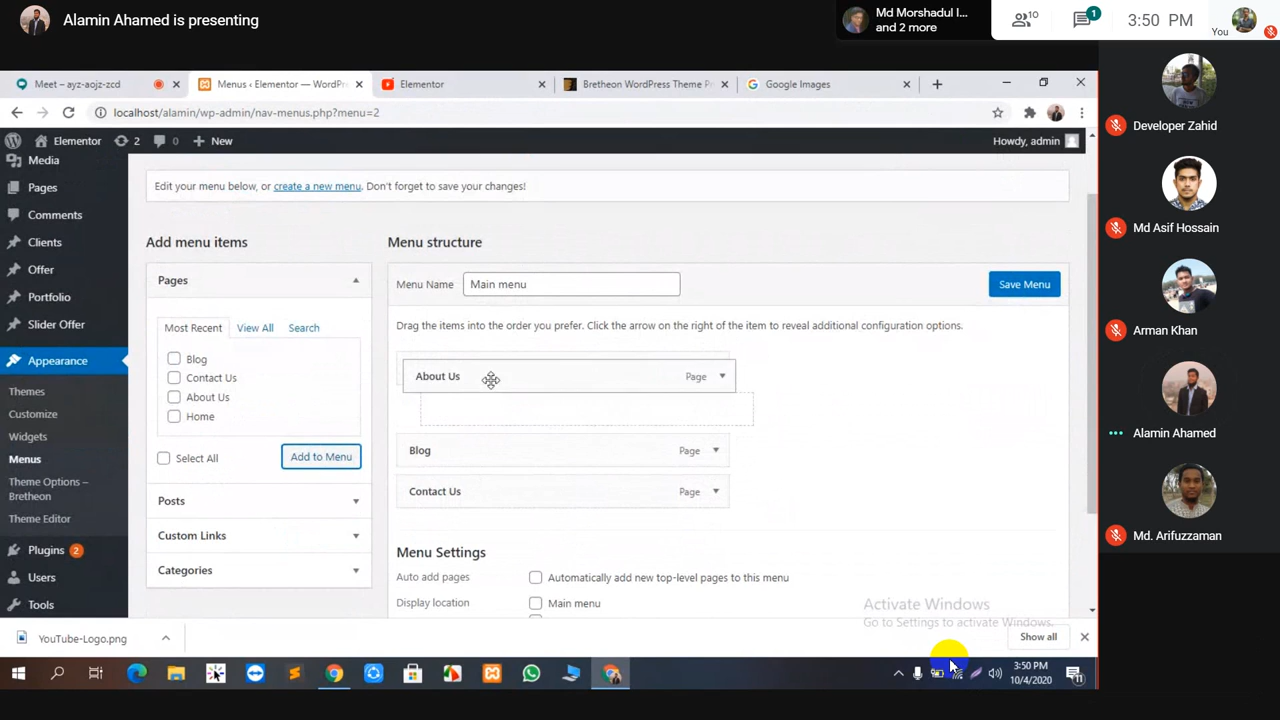 Alamin Ahamed is presenting
Md Morshadul I...
and 2 more
10
1
3:50 PM
You
Meet – ayz-aojz-zcd
Menus ‹ Elementor — WordPr
Elementor
Bretheon WordPress Theme Pr
Google Images
localhost/alamin/wp-admin/nav-menus.php?menu=2
Elementor
2
0
New
Howdy, admin
Media
Pages
Comments
Clients
Offer
Portfolio
Slider Offer
Appearance
Themes
Customize
Widgets
Menus
Theme Options –
Bretheon
Theme Editor
Plugins 2
Users
Tools
Edit your menu below, or create a new menu. Don't forget to save your changes!
Add menu items
Pages
Most Recent
View All
Search
Blog
Contact Us
About Us
Home
Select All
Add to Menu
Posts
Custom Links
Categories
Menu structure
Menu Name
Main menu
Save Menu
Drag the items into the order you prefer. Click the arrow on the right of the item to reveal additional configuration options.
About Us
Page
Blog
Page
Contact Us
Page
Menu Settings
Auto add pages
Automatically add new top-level pages to this menu
Display location
Main menu
Activate Windows
Go to Settings to activate Windows.
YouTube-Logo.png
Show all
3:50 PM
10/4/2020
11
Developer Zahid
Md Asif Hossain
Arman Khan
Alamin Ahamed
Md. Arifuzzaman